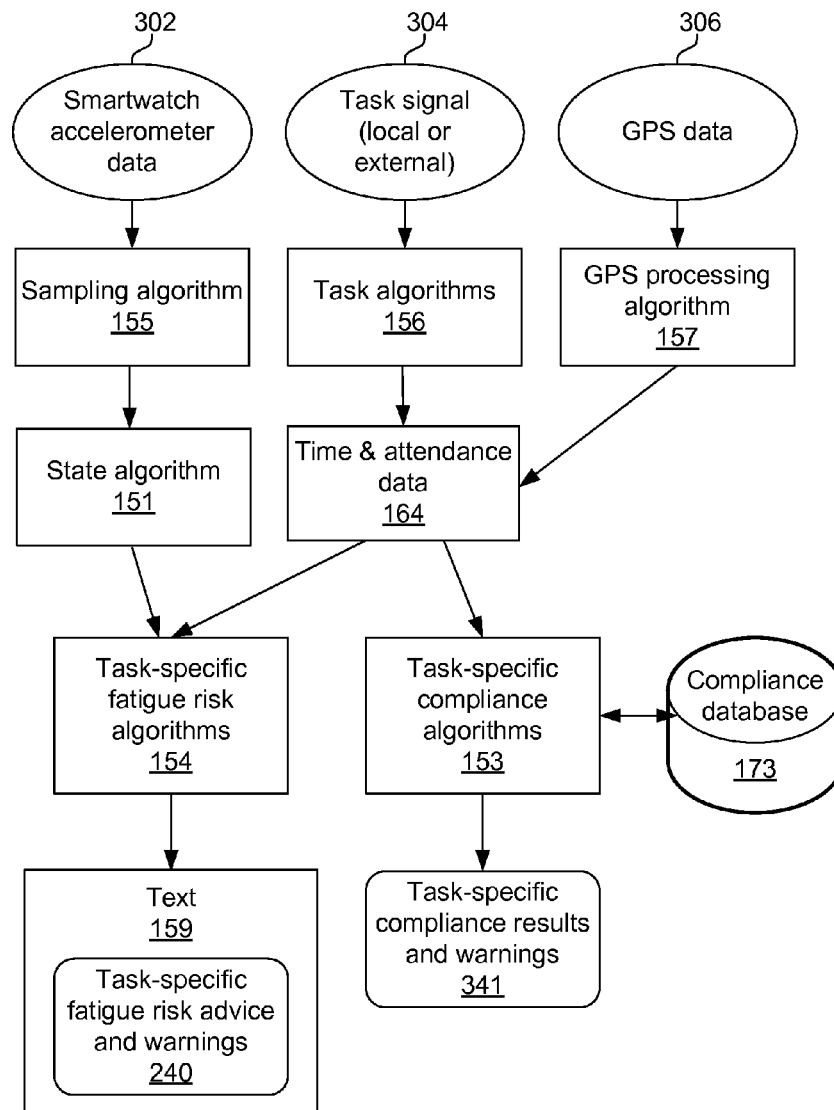 302
304
306
Smartwatch
accelerometer
data
Task signal
(local or
external)
GPS data
Sampling algorithm
155
Task algorithms
156
GPS processing
algorithm
157
State algorithm
151
Time & attendance
data
164
Task-specific
fatigue risk
algorithms
154
Task-specific
compliance
algorithms
153
Compliance
database
173
Text
159
Task-specific
fatigue risk advice
and warnings
240
Task-specific
compliance results
and warnings
341